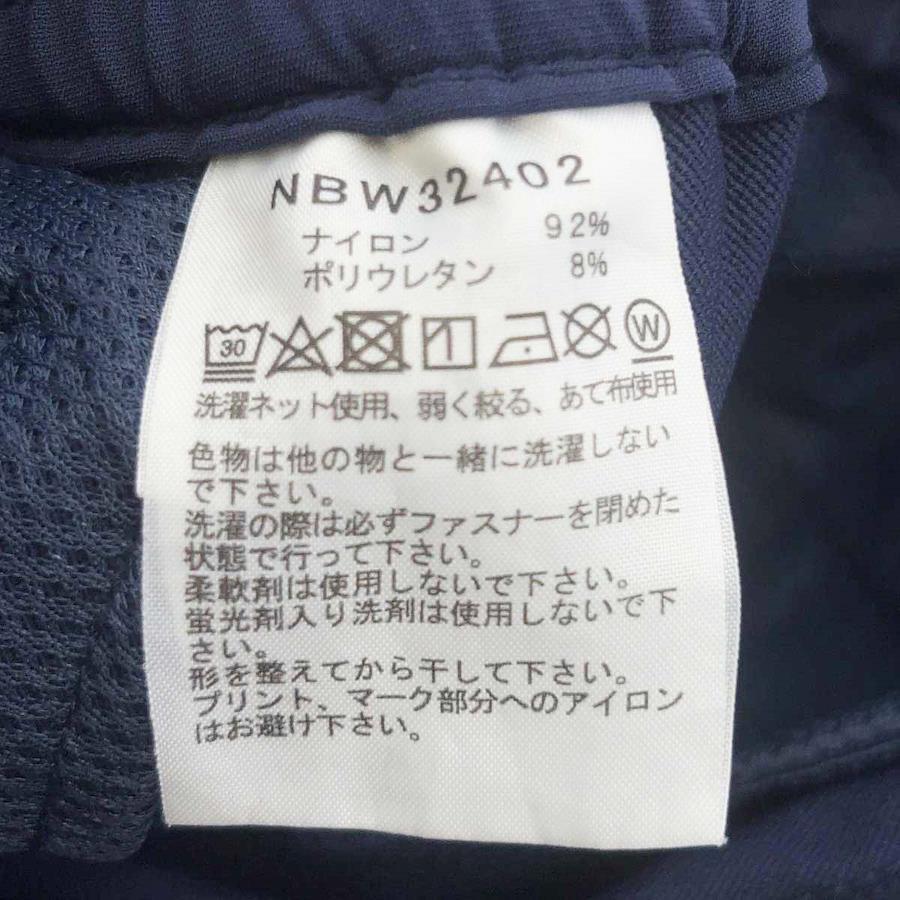 NBW32402
ナイロン 92%
ポリウレタン 8%
30 W
洗濯ネット使用、弱く絞る、あて布使用
色物は他の物と一緒に洗濯しない
で下さい。
洗濯の際は必ずファスナーを閉めた
状態で行って下さい。
柔軟剤は使用しないで下さい。
蛍光剤入り洗剤は使用しないで下
さい。
形を整えてから干して下さい。
プリント、マーク部分へのアイロン
はお避け下さい。